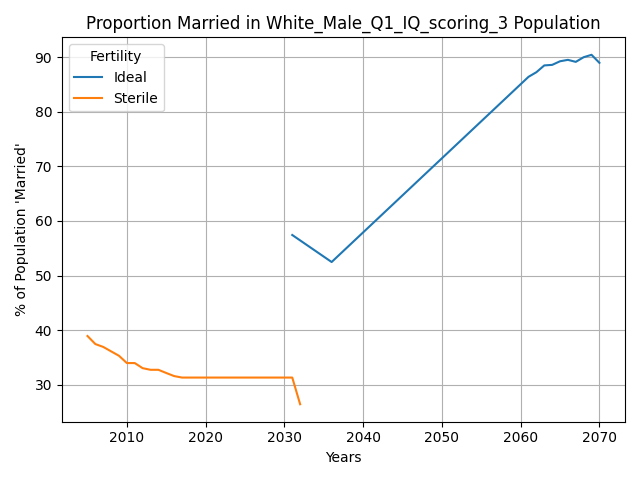 Proportion Married in White_Male_Q1_IQ_scoring_3 Population
Fertility
Ideal
Sterile
% of Population 'Married'
90
80
70
60
50
40
30
2010 2020 2030 2040 2050 2060 2070
Years